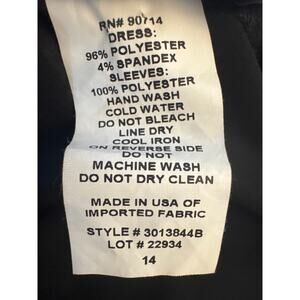 RN# 90714
DRESS:
96% POLYESTER
4% SPANDEX
SLEEVES:
100% POLYESTER
HAND WASH
COLD WATER
DO NOT BLEACH
LINE DRY
COOL IRON
ON REVERSE SIDE
DO NOT
MACHINE WASH
DO NOT DRY CLEAN
MADE IN USA OF
IMPORTED FABRIC
STYLE # 3013844B
LOT # 22934
14